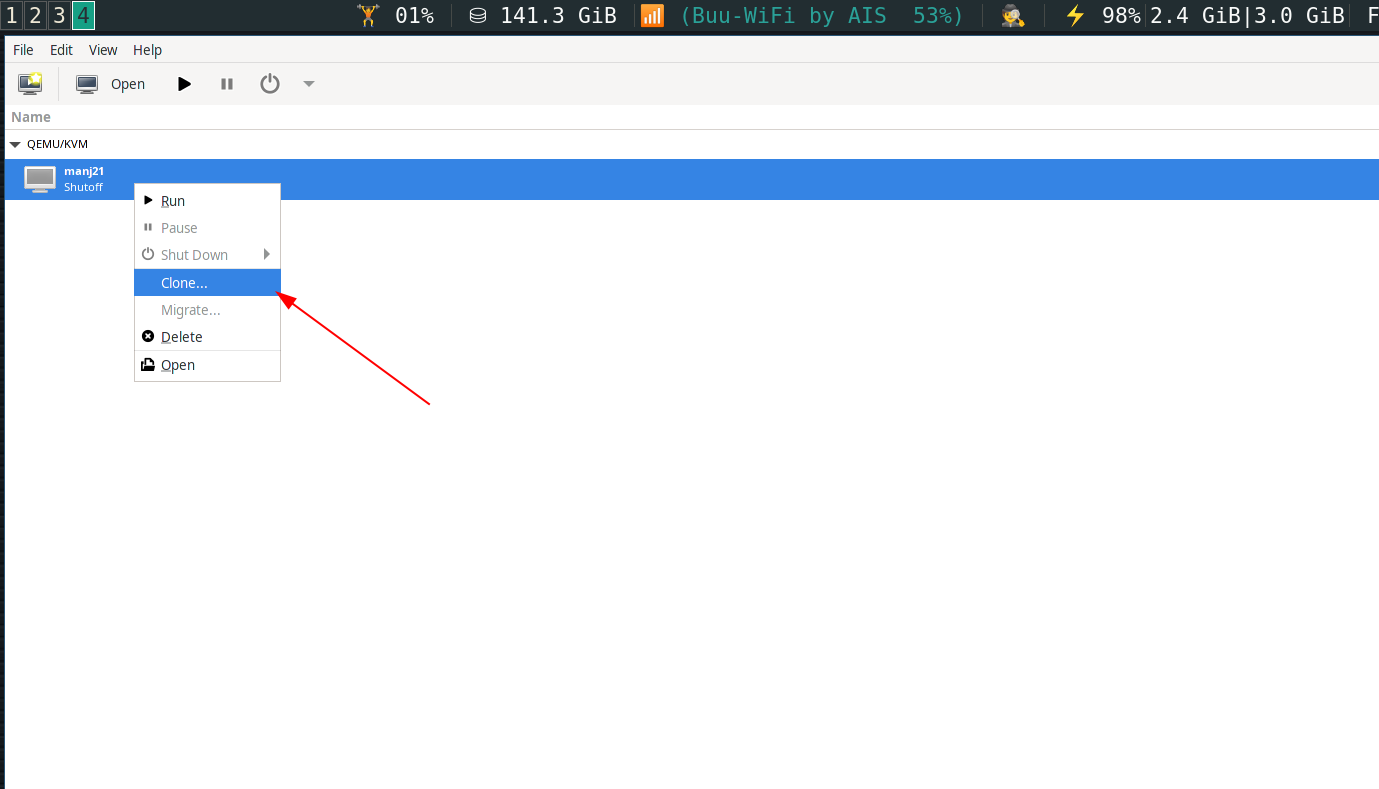 1 2 3 4 01% 141.3 GiB (Buu-WiFi by AIS 53%) 98% 2.4 GiB|3.0 GiB F
File Edit View Help
Open
Name
QEMU/KVM
manj21
Shutoff
Run
Pause
Shut Down
Clone...
Migrate...
Delete
Open